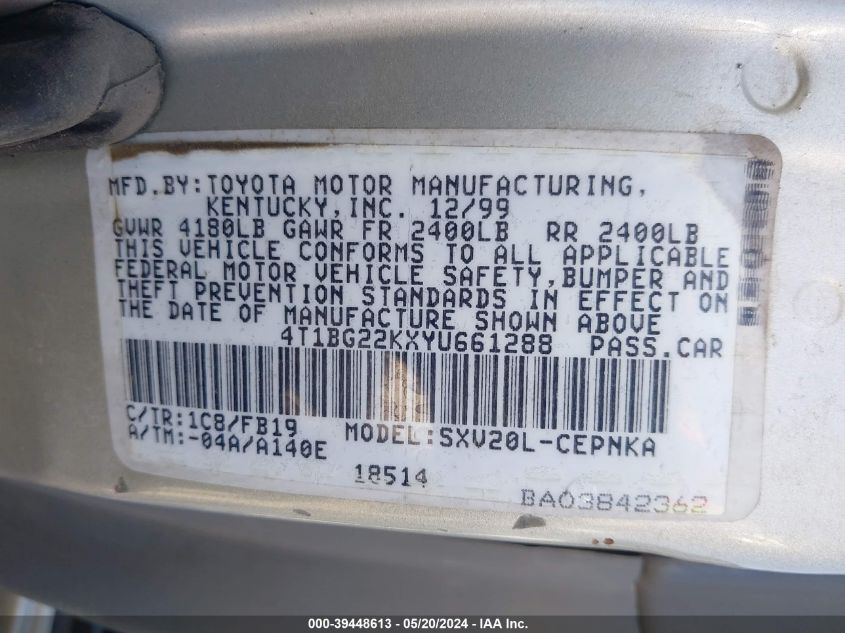 MFD.BY:TOYOTA MOTOR MANUFACTURING,
KENTUCKY,INC. 12/99
GVWR 4180LB GAWR FR 2400LB RR 2400LB
THIS VEHICLE CONFORMS TO ALL APPLICABLE
FEDERAL MOTOR VEHICLE SAFETY,BUMPER AND
THEFT PREVENTION STANDARDS IN EFFECT ON
THE DATE OF MANUFACTURE SHOWN ABOVE
4T1BG22KXYU661288 PASS.CAR
C/TR:1C8/FB19 MODEL:SXV20L-CEPNKA
A/TM:-04A/A140E
18514
BA03842362
000-39448613 - 05/20/2024 - IAA Inc.